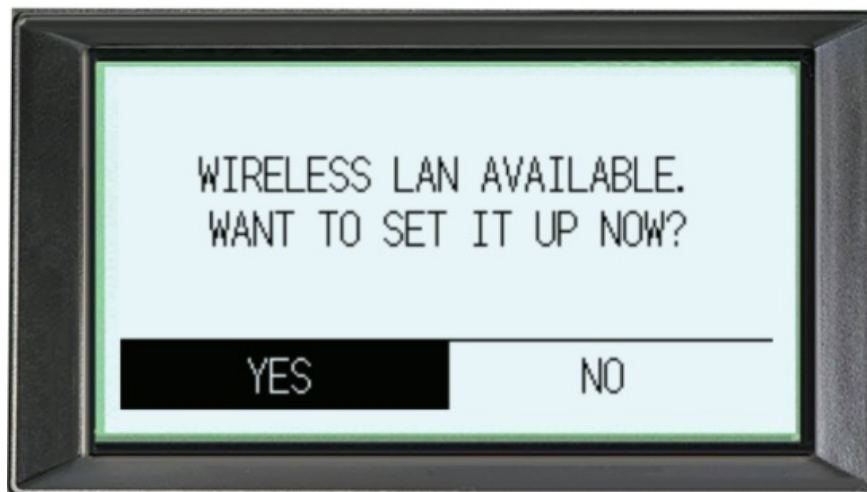 WIRELESS LAN AVAILABLE.
WANT TO SET IT UP NOW?
YES NO